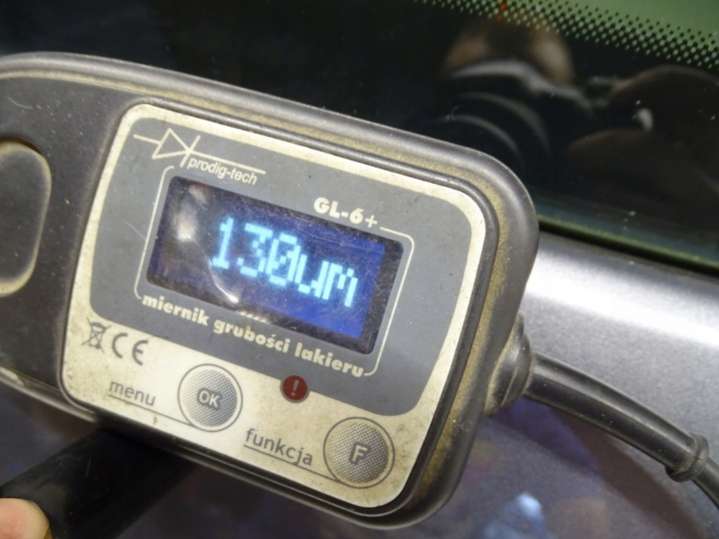 prodig-tech
GL-6+
130um
miernik grubości lakieru
CE
menu
OK
!
funkcja
F